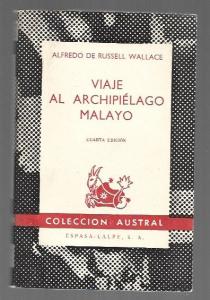 ALFREDO DE RUSSELL WALLACE
VIAJE
AL ARCHIPIÉLAGO
MALAYO
CUARTA EDICIÓN
COLECCION AUSTRAL
ESPASA-CALPE, S. A.